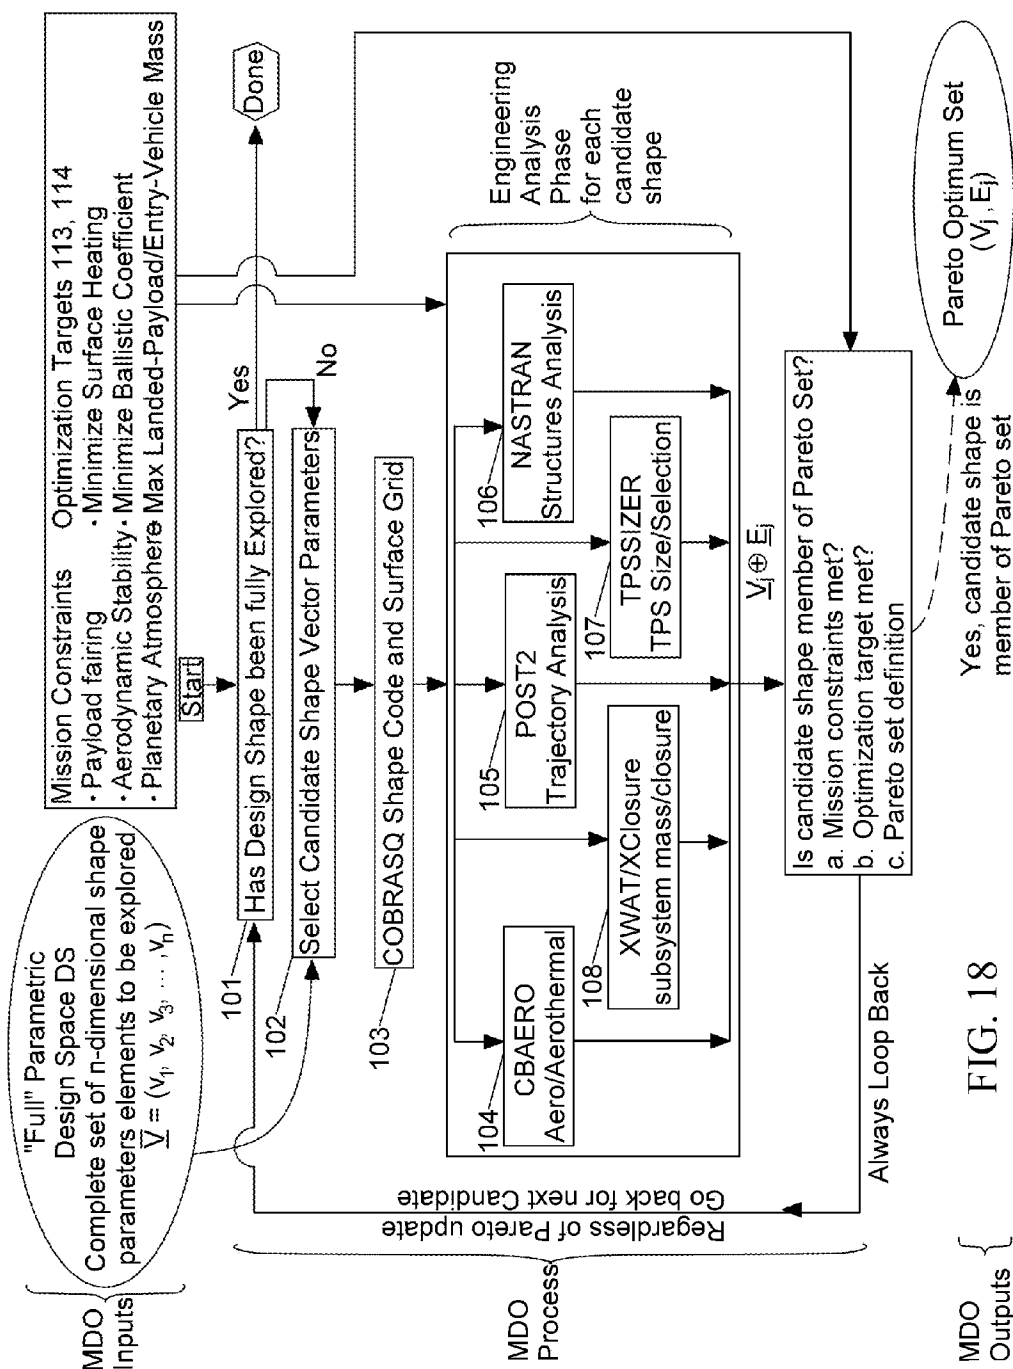 MDO
Inputs
"Full" Parametric
Design Space DS
Complete set of n-dimensional shape
parameters elements to be explored
V = (v1, v2, v3, ... , vn)
Mission Constraints
• Payload fairing
• Aerodynamic Stability
• Planetary Atmosphere
Optimization Targets 113, 114
• Minimize Surface Heating
• Minimize Ballistic Coefficient
• Max Landed-Payload/Entry-Vehicle Mass
Start
101
Has Design Shape been fully Explored?
Yes
Done
No
102
Select Candidate Shape Vector Parameters
103
COBRASQ Shape Code and Surface Grid
MDO
Process
Regardless of Pareto update
Go back for next Candidate
104
CBAERO
Aero/Aerothermal
105
POST2
Trajectory Analysis
106
NASTRAN
Structures Analysis
108
XWAT/XClosure
subsystem mass/closure
107
TPSSIZER
TPS Size/Selection
Engineering
Analysis
Phase
for each
candidate
shape
Vj ⊕ Ej
Is candidate shape member of Pareto Set?
a. Mission constraints met?
b. Optimization target met?
c. Pareto set definition
Always Loop Back
Yes, candidate shape is
member of Pareto set
Pareto Optimum Set
(Vj , Ej)
MDO
Outputs
FIG. 18